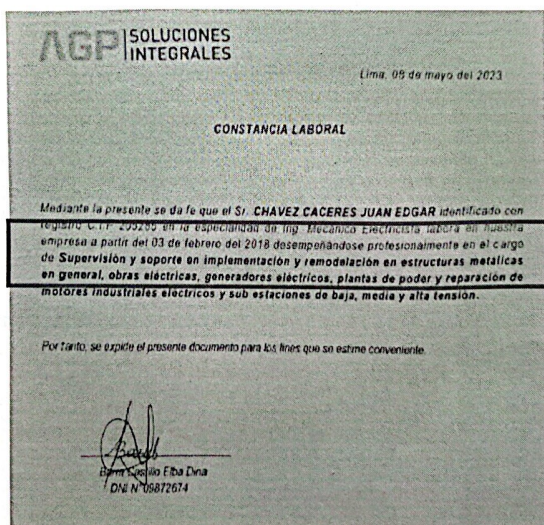 AGP SOLUCIONES
INTEGRALES
Lima, 08 de mayo del 2023
CONSTANCIA LABORAL
Mediante la presente se da fe que el Sr. CHAVEZ CACERES JUAN EDGAR identificado con
registro C.I.P. 205285 en la especialidad de Ing. Mecánico Electricista labora en nuestra
empresa a partir del 03 de febrero del 2018 desempeñándose profesionalmente en el cargo
de Supervisión y soporte en implementación y remodelación en estructuras metálicas
en general, obras eléctricas, generadores eléctricos, plantas de poder y reparación de
motores industriales eléctricos y sub estaciones de baja, media y alta tensión.
Por tanto, se expide el presente documento para los fines que se estime conveniente.
Castillo Elba Dina
DNI N° 09872674